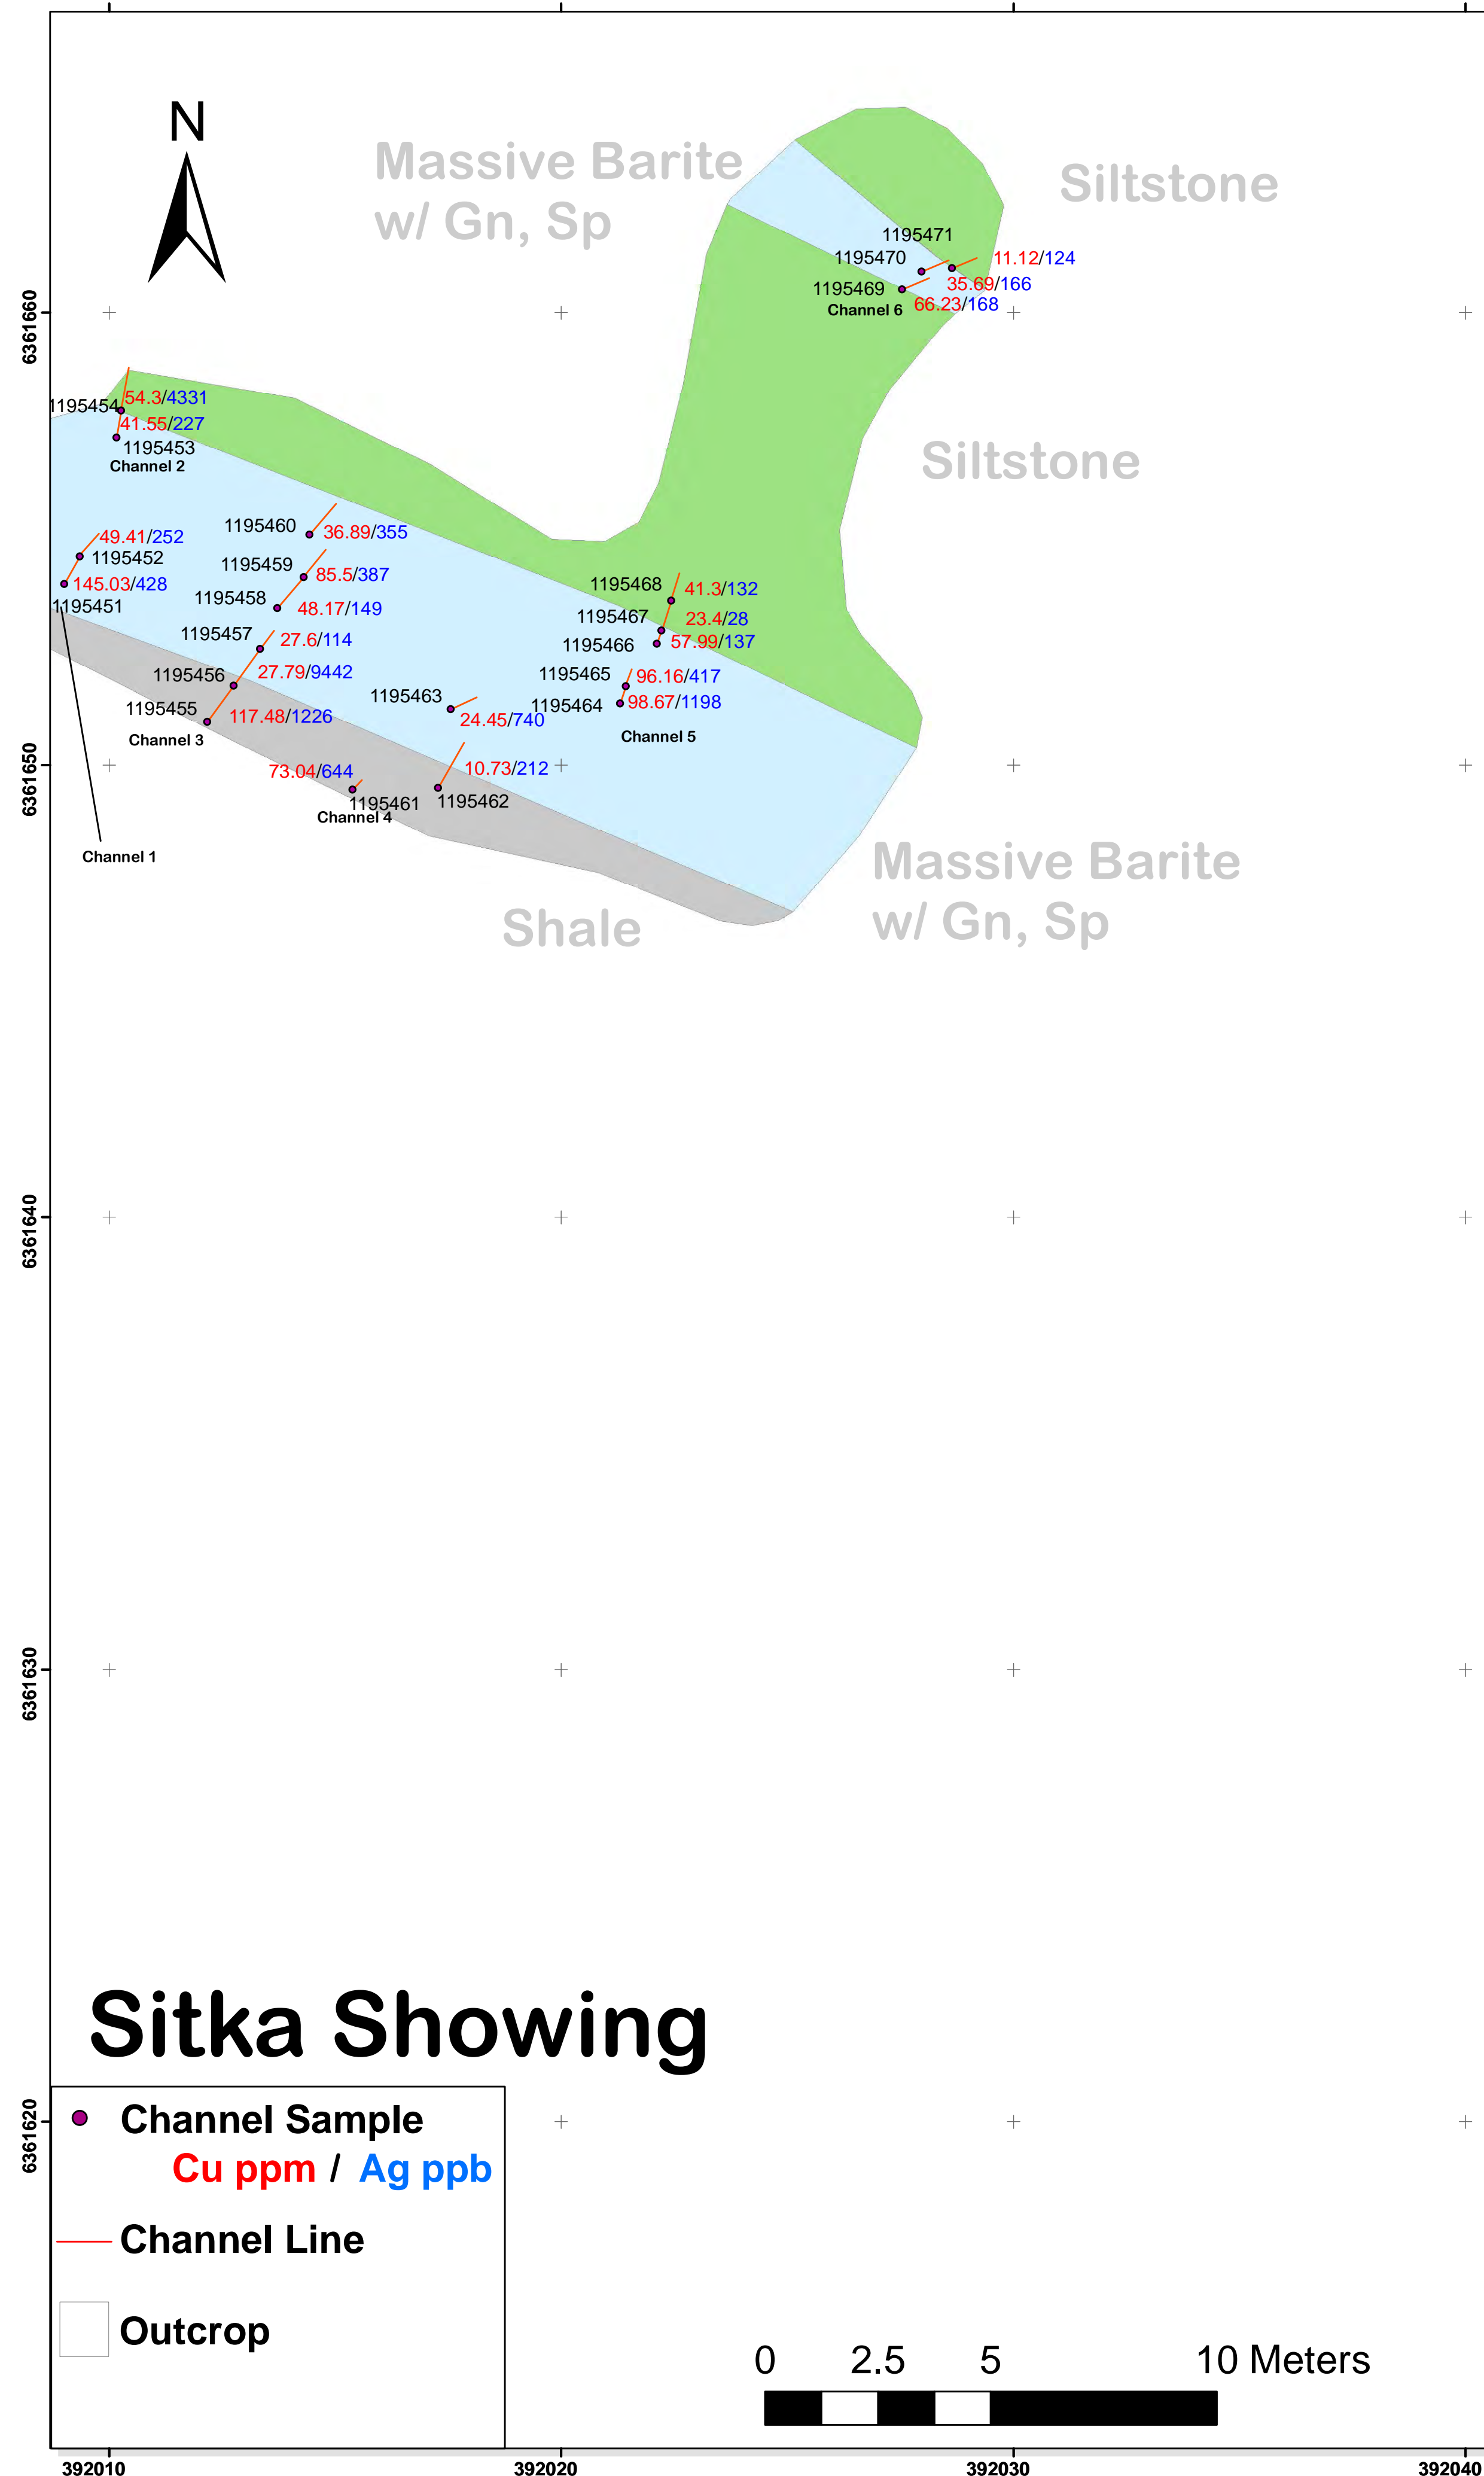 N
Massive Barite
w/ Gn, Sp
Siltstone
1195471
1195470
11.12/124
1195469
35.69/166
66.23/168
Channel 6
6361660
54.3/4331
1195454
41.55/227
1195453
Channel 2
Siltstone
1195460
36.89/355
49.41/252
1195452
1195459
85.5/387
145.03/428
1195451
1195458
48.17/149
1195468
41.3/132
1195467
23.4/28
1195466
57.99/137
1195457
27.6/114
1195456
27.79/9442
1195465
96.16/417
1195463
1195464
98.67/1198
1195455
117.48/1226
24.45/740
Channel 3
Channel 5
6361650
73.04/644
10.73/212
1195461
1195462
Channel 4
Channel 1
Massive Barite
w/ Gn, Sp
Shale
6361640
6361630
Sitka Showing
6361620
Channel Sample
Cu ppm / Ag ppb
Channel Line
Outcrop
0 2.5 5 10 Meters
392010 392020 392030 392040